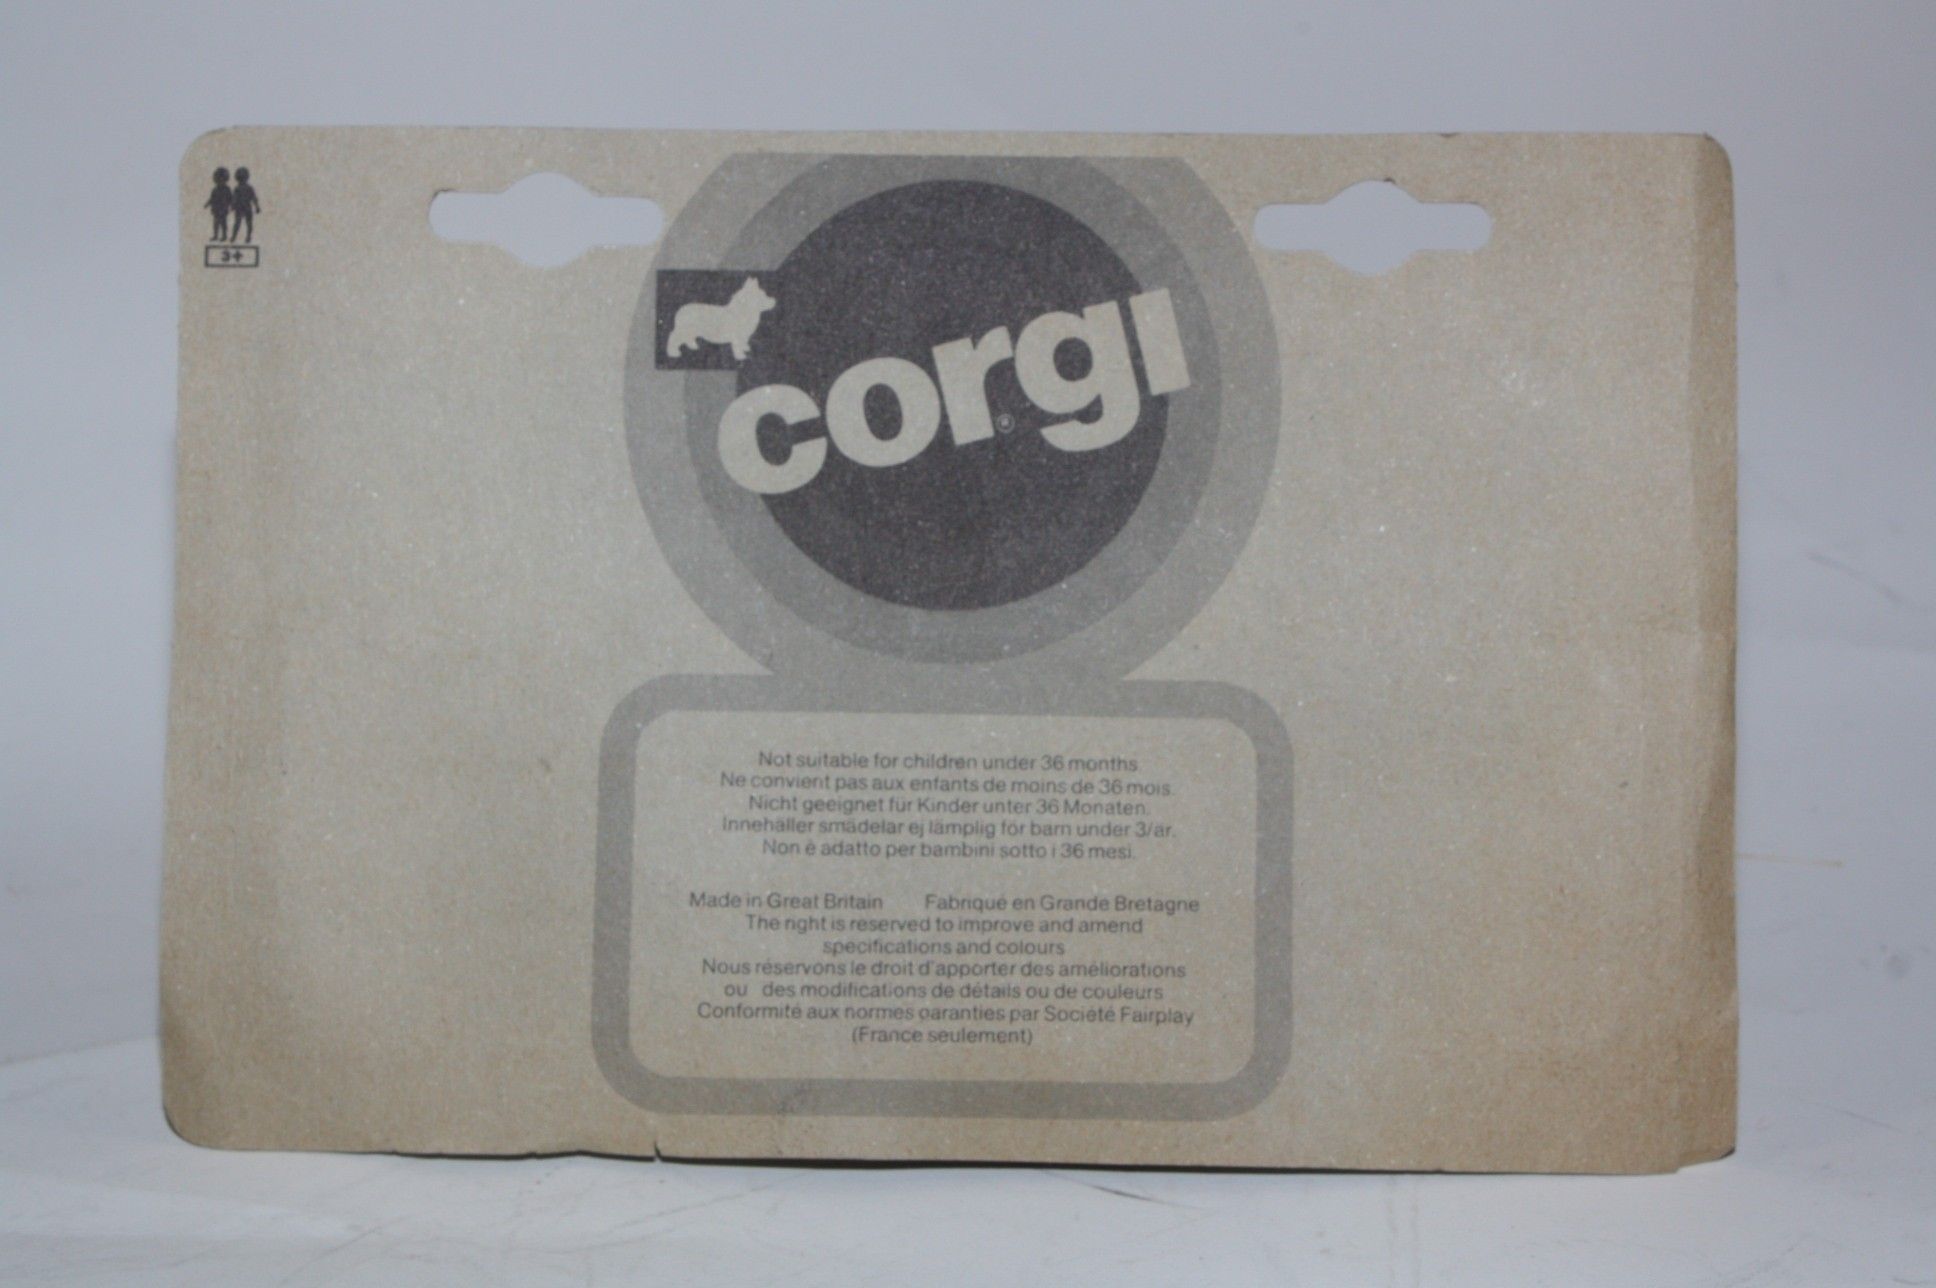 3+
corgi
®
Not suitable for children under 36 months.
Ne convient pas aux enfants de moins de 36 mois.
Nicht geeignet für Kinder unter 36 Monaten.
Innehåller smådelar ej lämplig för barn under 3/år.
Non è adatto per bambini sotto i 36 mesi.
Made in Great Britain Fabriqué en Grande Bretagne
The right is reserved to improve and amend
specifications and colours
Nous réservons le droit d'apporter des améliorations
ou des modifications de détails ou de couleurs
Conformité aux normes garanties par Société Fairplay
(France seulement)